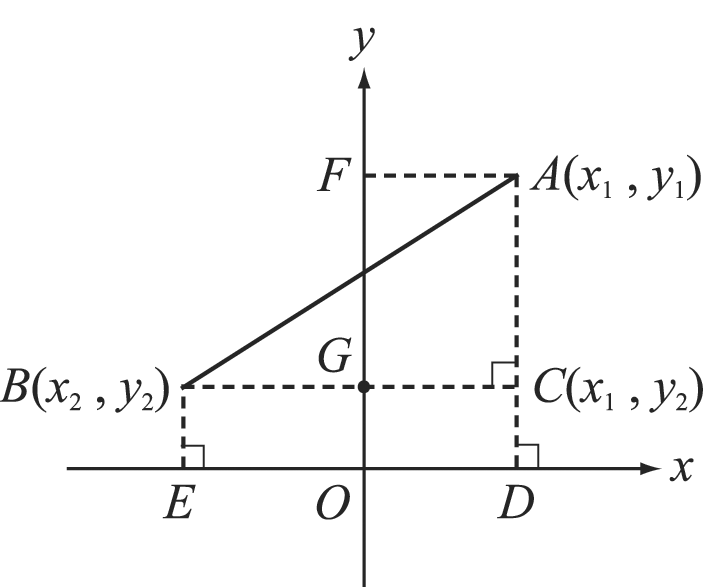 y
F
A(x₁ , y₁)
G
B(x₂ , y₂)
C(x₁ , y₂)
x
E
O
D